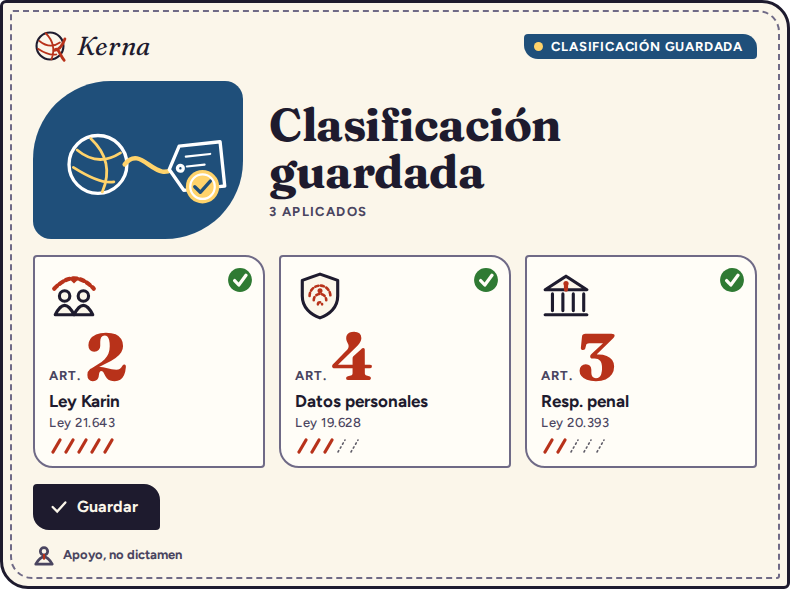 Kerna
CLASIFICACIÓN GUARDADA
Clasificación
guardada
3 APLICADOS
ART. 2
Ley Karin
Ley 21.643
ART. 4
Datos personales
Ley 19.628
ART. 3
Resp. penal
Ley 20.393
Guardar
Apoyo, no dictamen